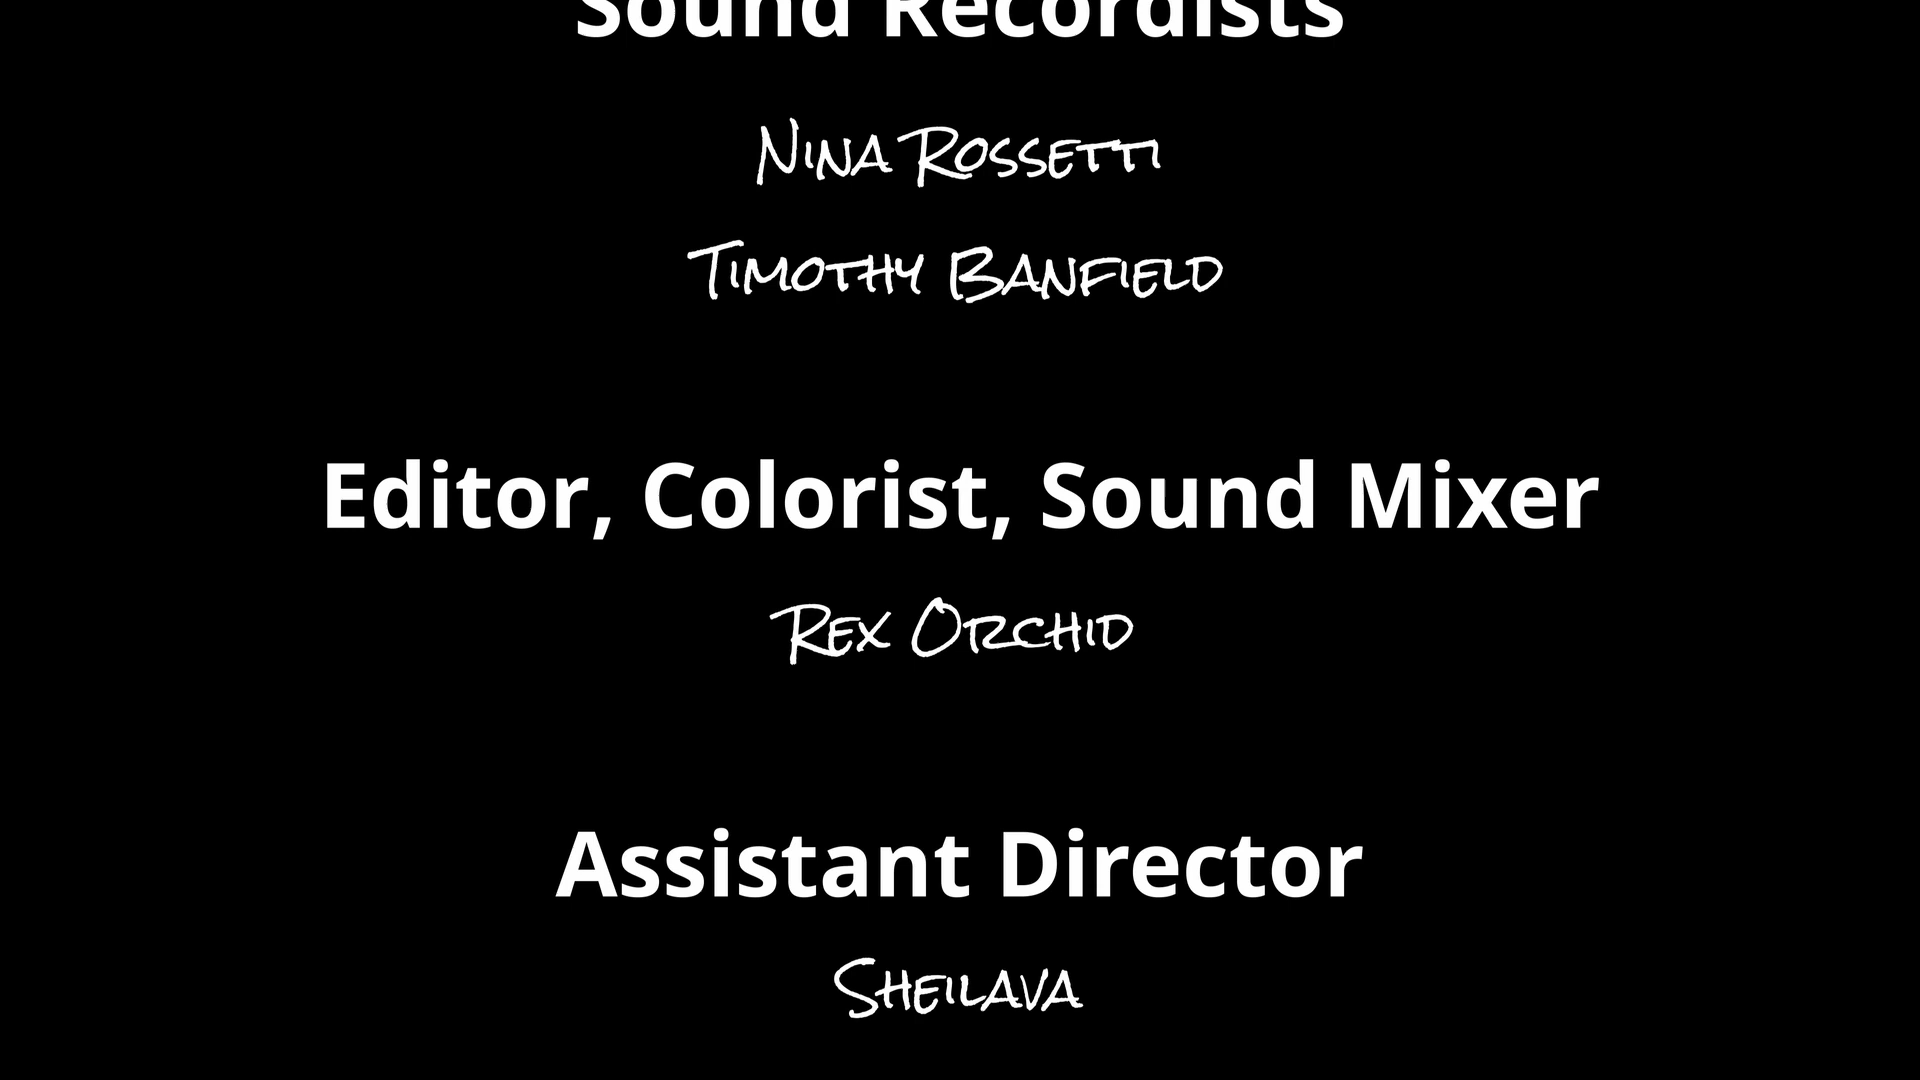 Sound Recordists
Nina Rossetti
Timothy Banfield
Editor, Colorist, Sound Mixer
Rex Orchid
Assistant Director
Sheilava